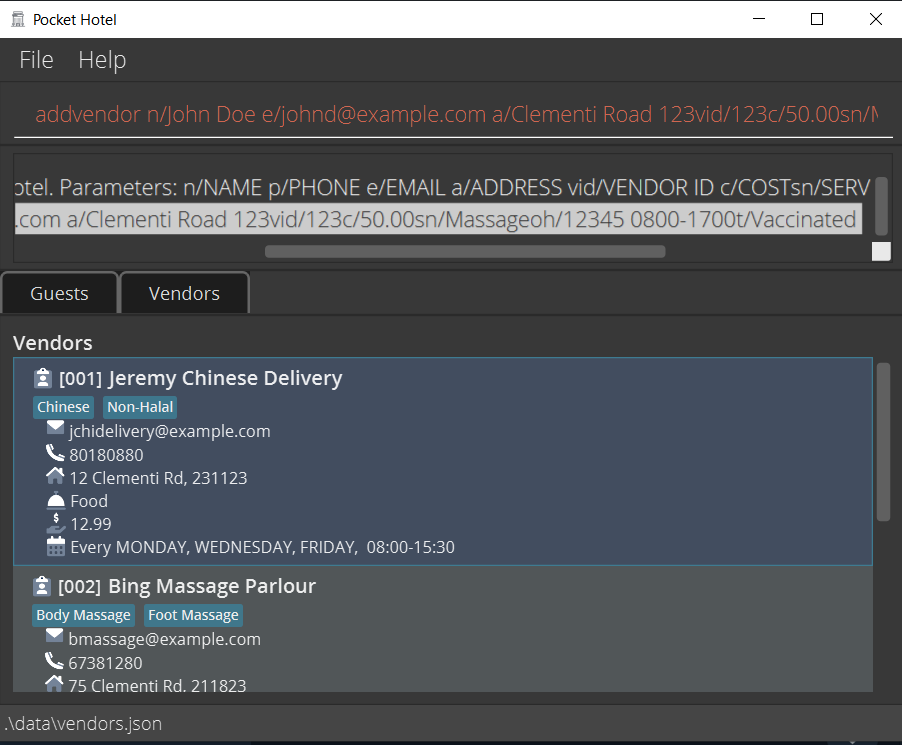 Pocket Hotel
File Help
addvendor n/John Doe e/johnd@example.com a/Clementi Road 123vid/123c/50.00sn/
otel. Parameters: n/NAME p/PHONE e/EMAIL a/ADDRESS vid/VENDOR ID c/COSTsn/SERV
.com a/Clementi Road 123vid/123c/50.00sn/Massageoh/12345 0800-1700t/Vaccinated
Guests Vendors
Vendors
[001] Jeremy Chinese Delivery
Chinese Non-Halal
jchidelivery@example.com
80180880
12 Clementi Rd, 231123
Food
12.99
Every MONDAY, WEDNESDAY, FRIDAY, 08:00-15:30
[002] Bing Massage Parlour
Body Massage Foot Massage
bmassage@example.com
67381280
75 Clementi Rd. 211823
.\data\vendors.json